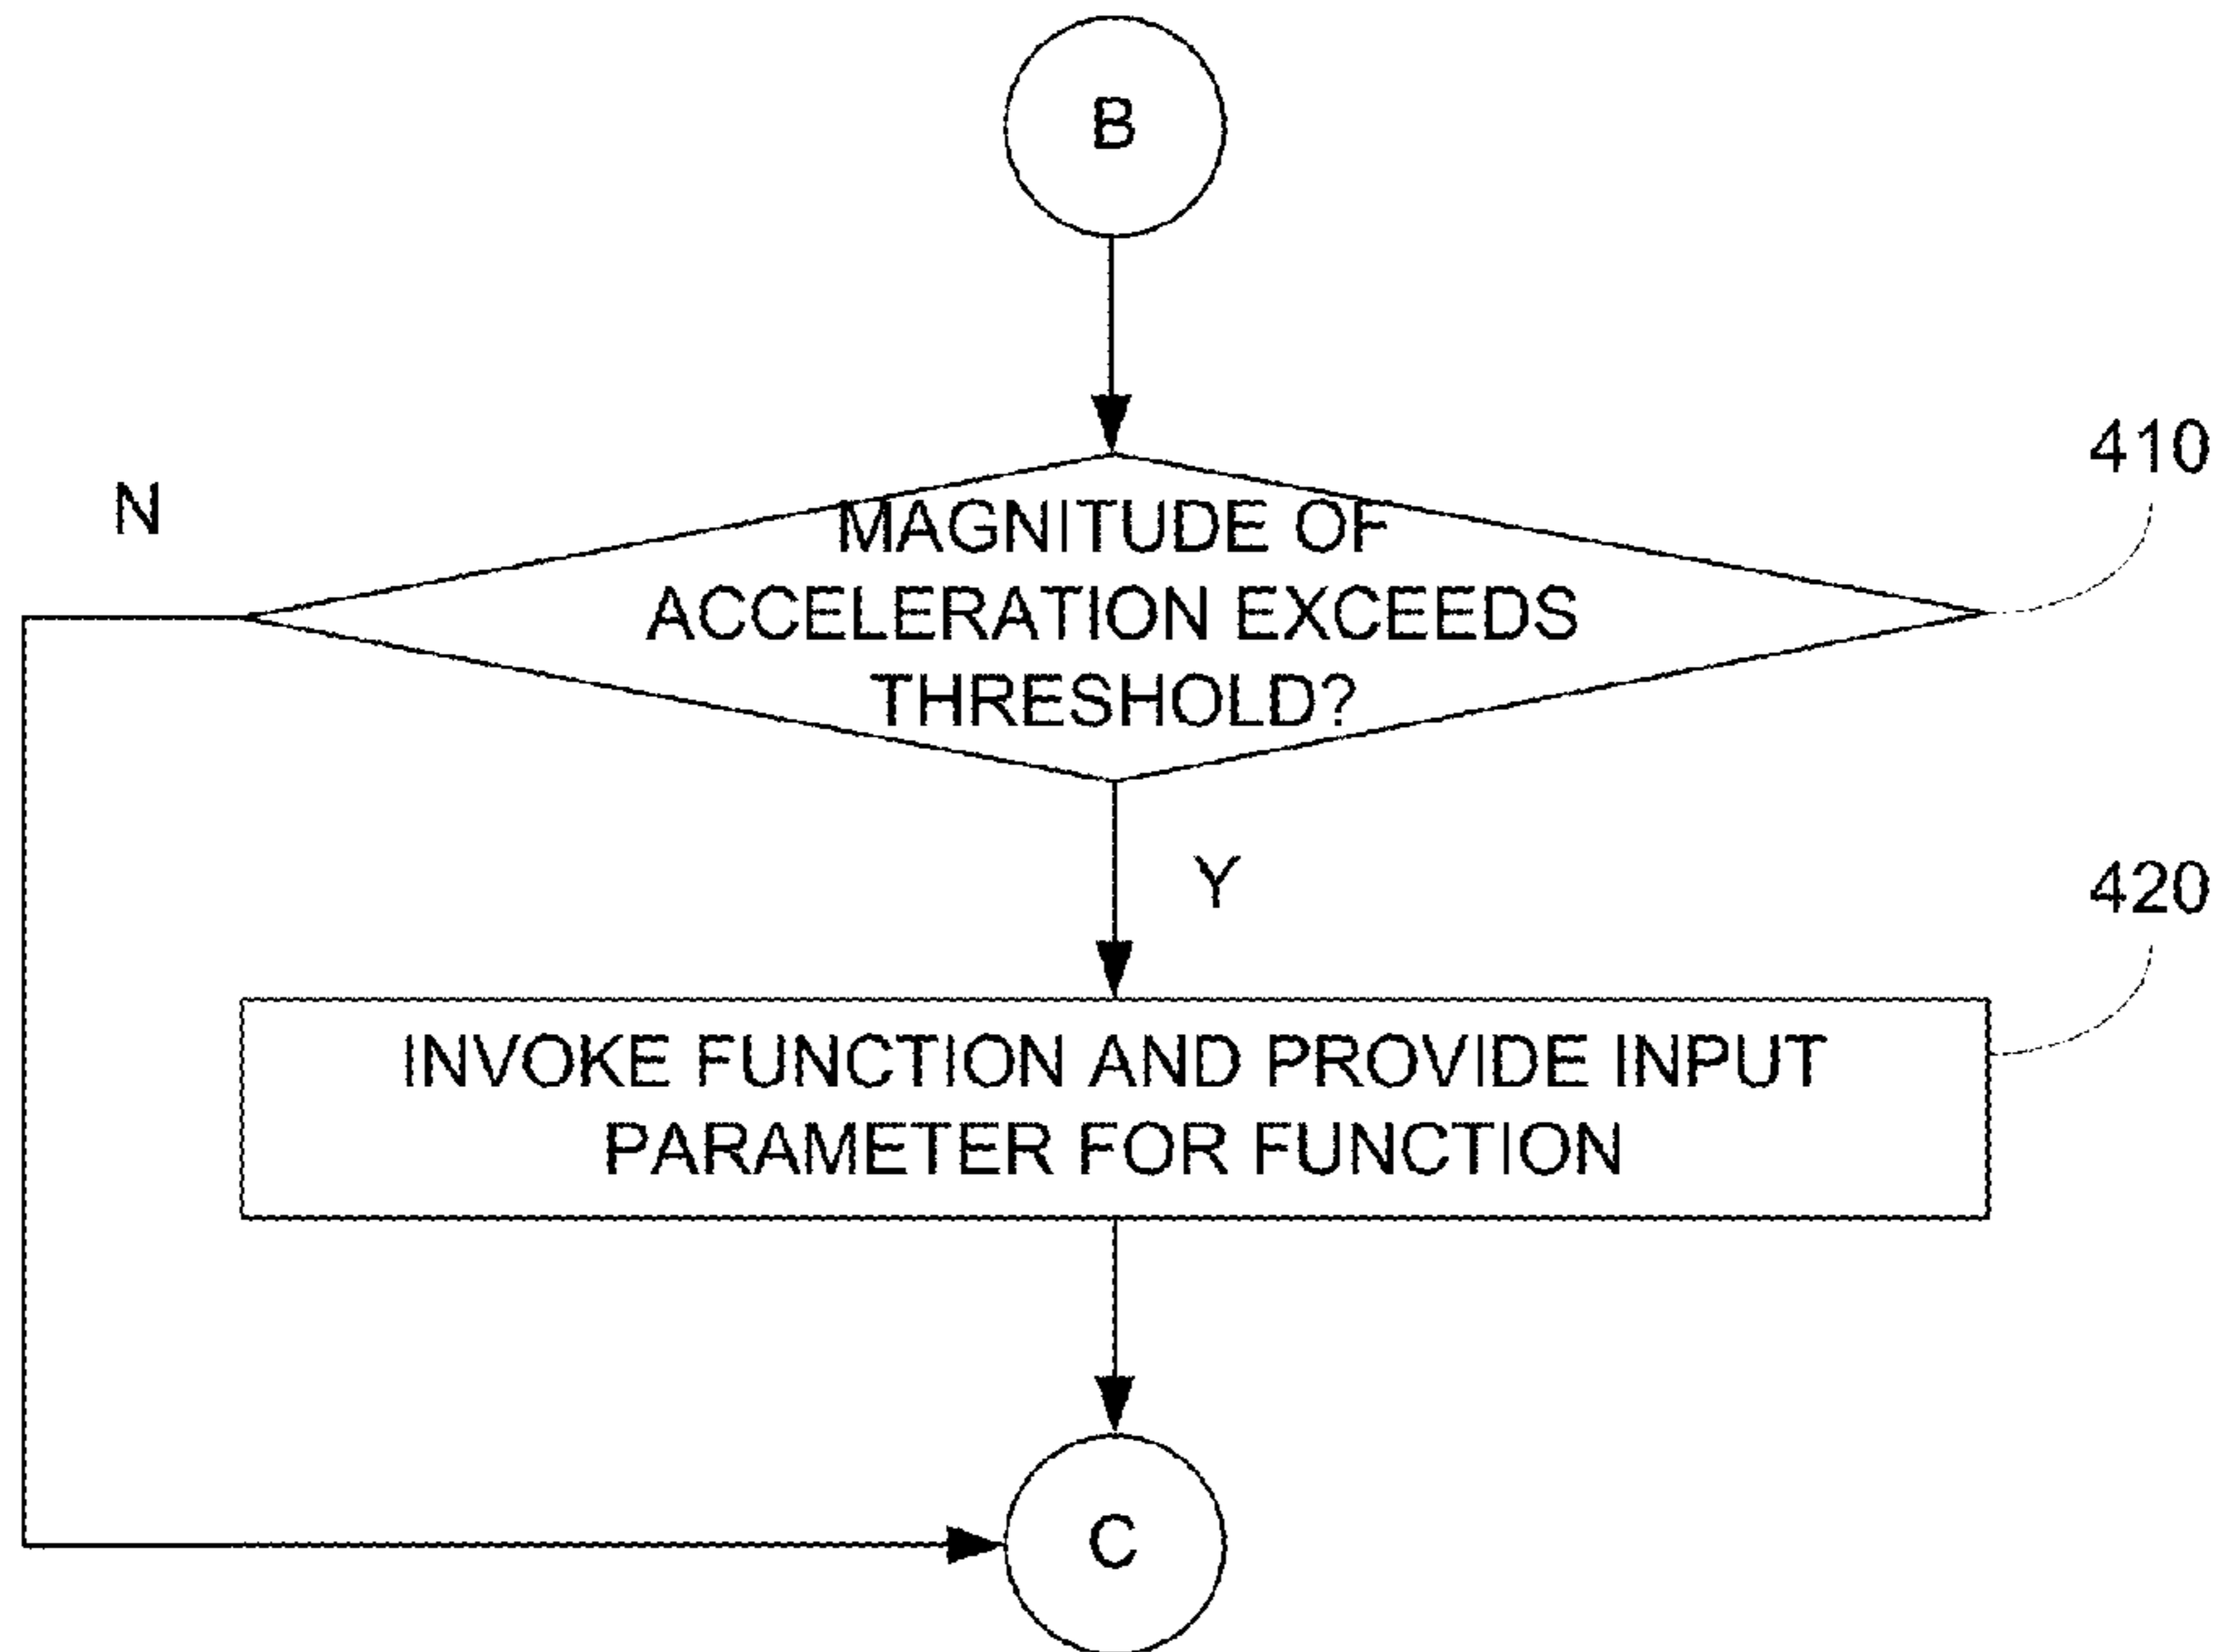 B
410
N
MAGNITUDE OF
ACCELERATION EXCEEDS
THRESHOLD?
Y
420
INVOKE FUNCTION AND PROVIDE INPUT
PARAMETER FOR FUNCTION
C